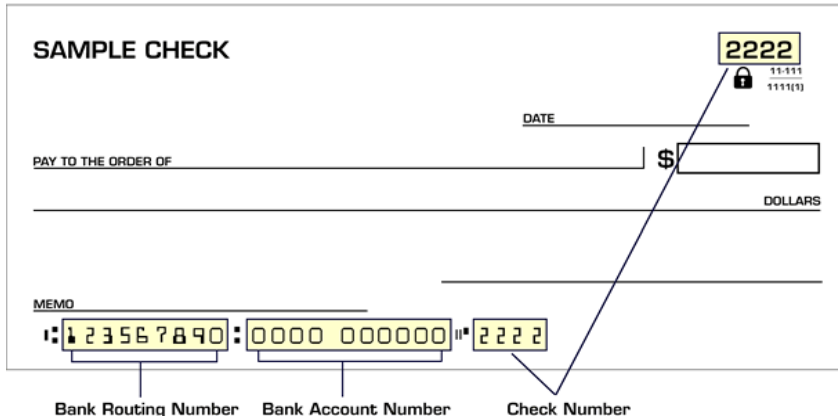 SAMPLE CHECK
2222
11-111
1111(1)
DATE
PAY TO THE ORDER OF
$
DOLLARS
MEMO
⑆123567890⑆ 0000 000000⑈ 2222
Bank Routing Number Bank Account Number Check Number